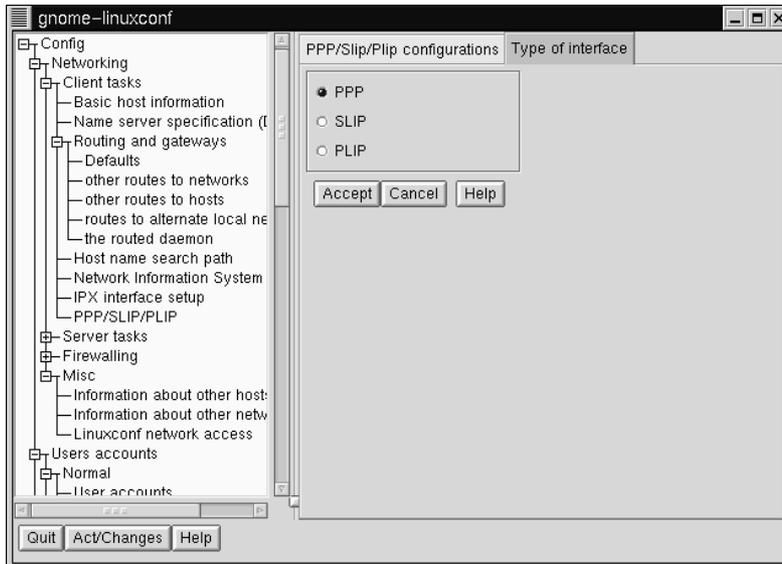 gnome-linuxconf
Config
Networking
Client tasks
Basic host information
Name server specification (
Routing and gateways
Defaults
other routes to networks
other routes to hosts
routes to alternate local ne
the routed daemon
Host name search path
Network Information System
IPX interface setup
PPP/SLIP/PLIP
Server tasks
Firewalling
Misc
Information about other host
Information about other netw
Linuxconf network access
Users accounts
Normal
User accounts
PPP/Slip/Plip configurations
Type of interface
PPP
SLIP
PLIP
Accept Cancel Help
Quit Act/Changes Help